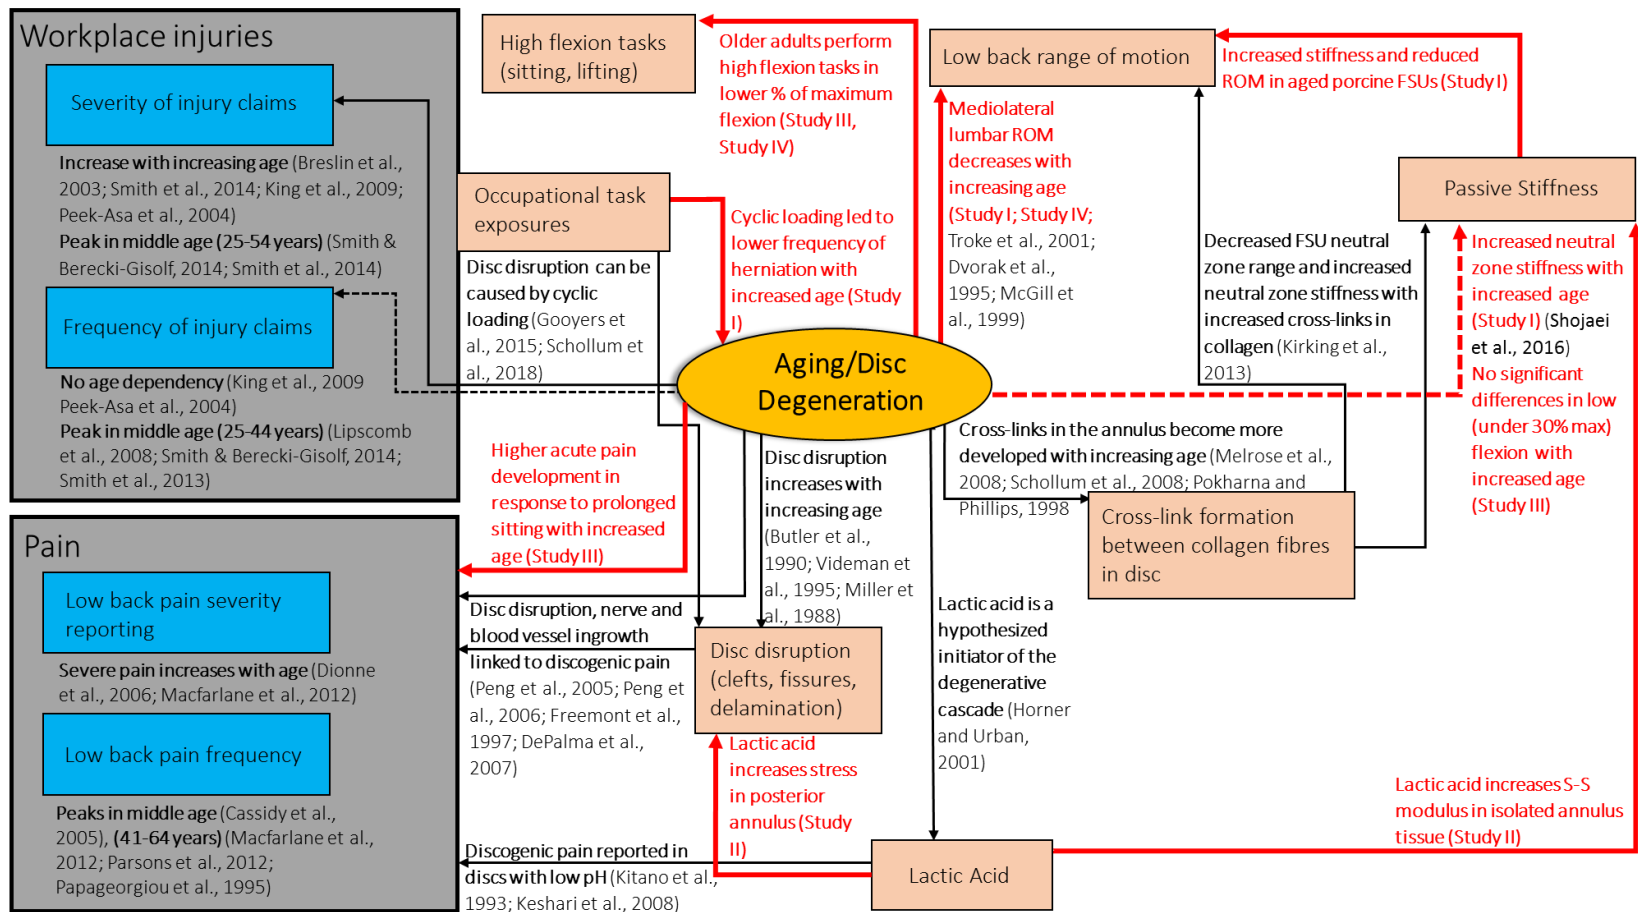 Workplace injuries
Severity of injury claims
Increase with increasing age (Breslin et al.,
2003; Smith et al., 2014; King et al., 2009;
Peek-Asa et al., 2004)
Peak in middle age (25-54 years) (Smith &
Berecki-Gisolf, 2014; Smith et al., 2014)
Frequency of injury claims
No age dependency (King et al., 2009
Peek-Asa et al., 2004)
Peak in middle age (25-44 years) (Lipscomb
et al., 2008; Smith & Berecki-Gisolf, 2014;
Smith et al., 2013)
Pain
Low back pain severity
reporting
Severe pain increases with age (Dionne
et al., 2006; Macfarlane et al., 2012)
Low back pain frequency
Peaks in middle age (Cassidy et al.,
2005), (41-64 years) (Macfarlane et al.,
2012; Parsons et al., 2012;
Papageorgiou et al., 1995)
High flexion tasks
(sitting, lifting)
Older adults perform
high flexion tasks in
lower % of maximum
flexion (Study III,
Study IV)
Occupational task
exposures
Disc disruption can be
caused by cyclic
loading (Gooyers et
al., 2015; Schollum et
al., 2018)
Cyclic loading led to
lower frequency of
herniation with
increased age (Study
I)
Low back range of motion
Mediolateral
lumbar ROM
decreases with
increasing age
(Study I; Study IV;
Troke et al., 2001;
Dvorak et al.,
1995; McGill et
al., 1999)
Increased stiffness and reduced
ROM in aged porcine FSUs (Study I)
Passive Stiffness
Decreased FSU neutral
zone range and increased
neutral zone stiffness with
increased cross-links in
collagen (Kirking et al.,
2013)
Increased neutral
zone stiffness with
increased age
(Study I) (Shojaei
et al., 2016)
No significant
differences in low
(under 30% max)
flexion with
increased age
(Study III)
Aging/Disc
Degeneration
Higher acute pain
development in
response to prolonged
sitting with increased
age (Study III)
Disc disruption
increases with
increasing age
(Butler et al.,
1990; Videman et
al., 1995; Miller et
al., 1988)
Cross-links in the annulus become more
developed with increasing age (Melrose et al.,
2008; Schollum et al., 2008; Pokharna and
Phillips, 1998
Cross-link formation
between collagen fibres
in disc
Disc disruption, nerve and
blood vessel ingrowth
linked to discogenic pain
(Peng et al., 2005; Peng et
al., 2006; Freemont et al.,
1997; DePalma et al.,
2007)
Disc disruption
(clefts, fissures,
delamination)
Lactic acid is a
hypothesized
initiator of the
degenerative
cascade (Horner
and Urban,
2001)
Lactic acid
increases stress
in posterior
annulus (Study
II)
Lactic acid increases S-S
modulus in isolated annulus
tissue (Study II)
Discogenic pain reported in
discs with low pH (Kitano et al.,
1993; Keshari et al., 2008)
Lactic Acid